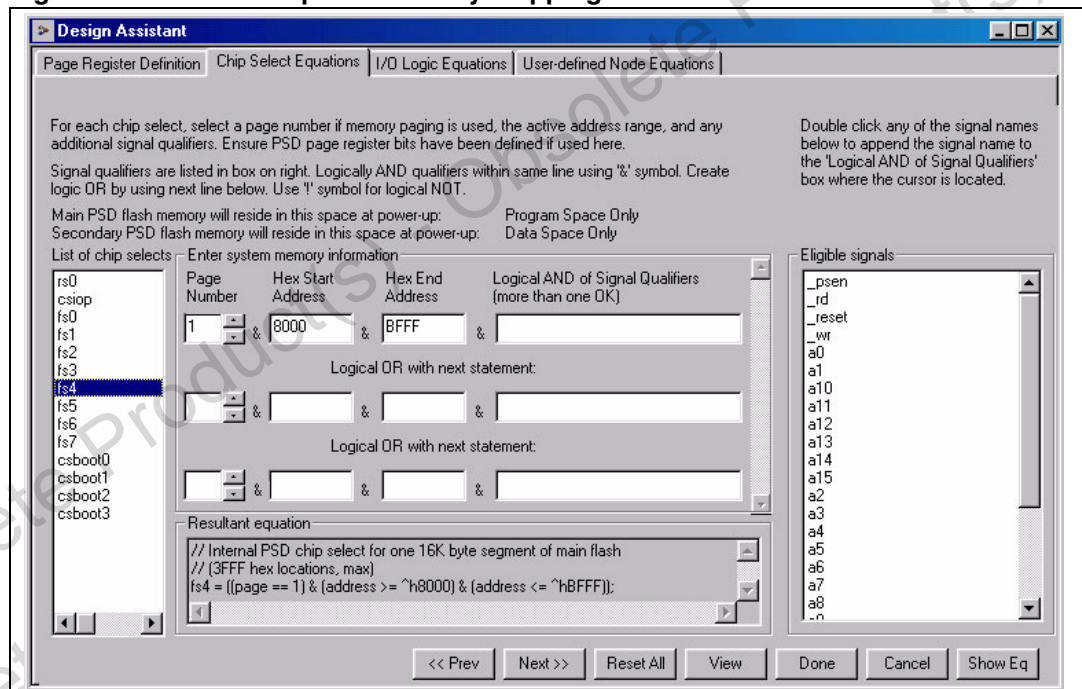 Design Assistant
Page Register Definition Chip Select Equations I/O Logic Equations User-defined Node Equations
For each chip select, select a page number if memory paging is used, the active address range, and any
additional signal qualifiers. Ensure PSD page register bits have been defined if used here.
Signal qualifiers are listed in box on right. Logically AND qualifiers within same line using '&' symbol. Create
logic OR by using next line below. Use '!' symbol for logical NOT.
Main PSD flash memory will reside in this space at power-up: Program Space Only
Secondary PSD flash memory will reside in this space at power-up: Data Space Only
Double click any of the signal names
below to append the signal name to
the 'Logical AND of Signal Qualifiers'
box where the cursor is located.
List of chip selects
rs0
csiop
fs0
fs1
fs2
fs3
fs4
fs5
fs6
fs7
csboot0
csboot1
csboot2
csboot3
Enter system memory information
Page Number Hex Start Address Hex End Address Logical AND of Signal Qualifiers (more than one OK)
1 & 8000 & BFFF &
Logical OR with next statement:
& & &
Logical OR with next statement:
& & &
Resultant equation
// Internal PSD chip select for one 16K byte segment of main flash
// (3FFF hex locations, max)
fs4 = ((page == 1) & (address >= ^h8000) & (address <= ^hBFFF));
Eligible signals
_psen
_rd
_reset
_wr
a0
a1
a10
a11
a12
a13
a14
a15
a2
a3
a4
a5
a6
a7
a8
<< Prev Next >> Reset All View Done Cancel Show Eq
Product(s) - Obsolete